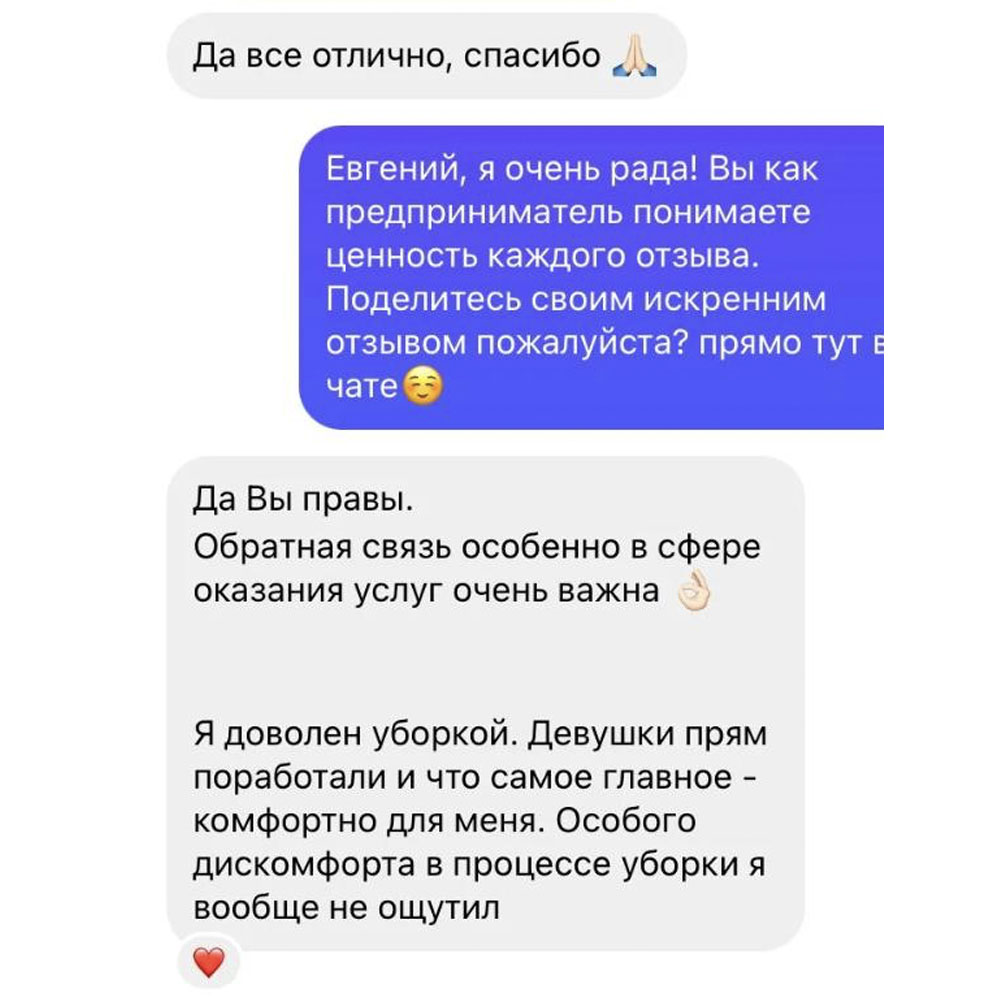 Да все отлично, спасибо 🙏🏻
Евгений, я очень рада! Вы как
предприниматель понимаете
ценность каждого отзыва.
Поделитесь своим искренним
отзывом пожалуйста? прямо тут в
чате☺️
Да Вы правы.
Обратная связь особенно в сфере
оказания услуг очень важна 👌🏻
Я доволен уборкой. Девушки прям
поработали и что самое главное -
комфортно для меня. Особого
дискомфорта в процессе уборки я
вообще не ощутил
❤️